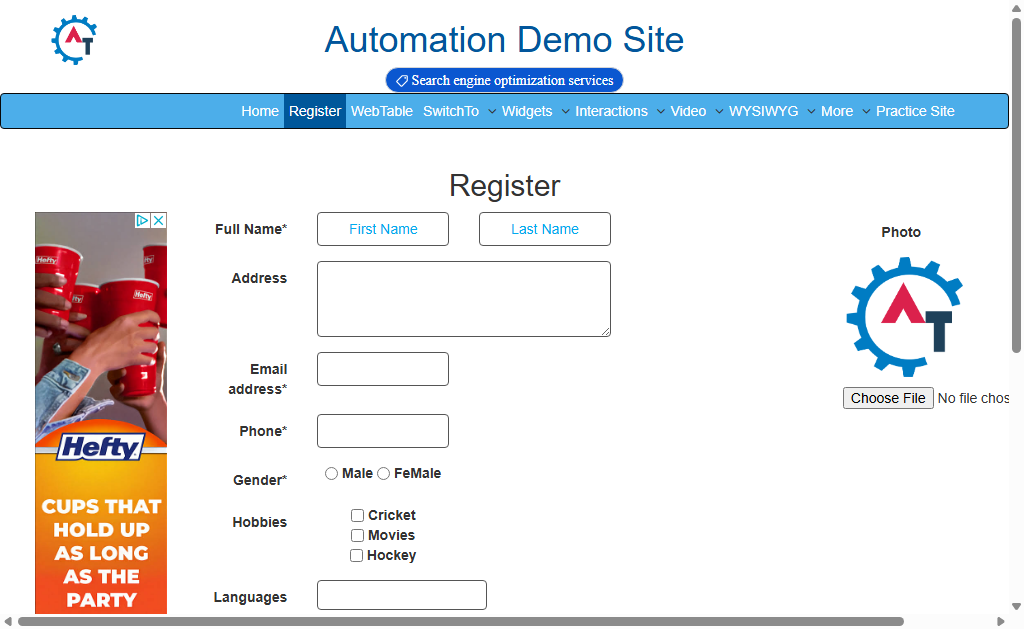 Automation Demo Site
Search engine optimization services
Home Register WebTable SwitchTo Widgets Interactions Video WYSIWYG More Practice Site
Register
Full Name*
First Name
Last Name
Photo
Address
Email
address*
Choose File No file chos
Phone*
Gender*
Male FeMale
Hobbies
Cricket
Movies
Hockey
Languages
Hefty
Hefty
Hefty
CUPS THAT
HOLD UP
AS LONG
AS THE
PARTY